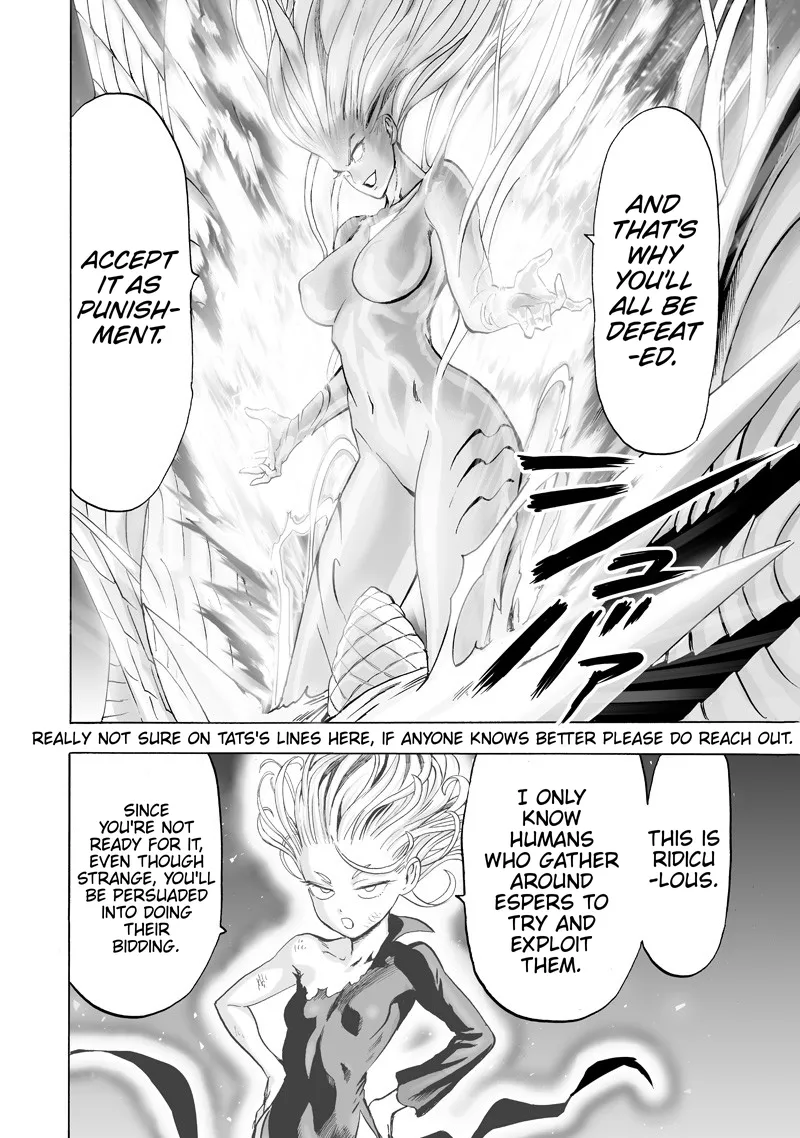 AND
THAT'S
WHY
YOU'LL
ALL BE
DEFEAT
-ED.
ACCEPT
IT AS
PUNISH-
MENT.
ギュア
REALLY NOT SURE ON TATS'S LINES HERE, IF ANYONE KNOWS BETTER PLEASE DO REACH OUT.
THIS IS
RIDICU
-LOUS.
I ONLY
KNOW
HUMANS
WHO GATHER
AROUND
ESPERS TO
TRY AND
EXPLOIT
THEM.
SINCE
YOU'RE NOT
READY FOR IT,
EVEN THOUGH
STRANGE, YOU'LL
BE PERSUADED
INTO DOING
THEIR
BIDDING.